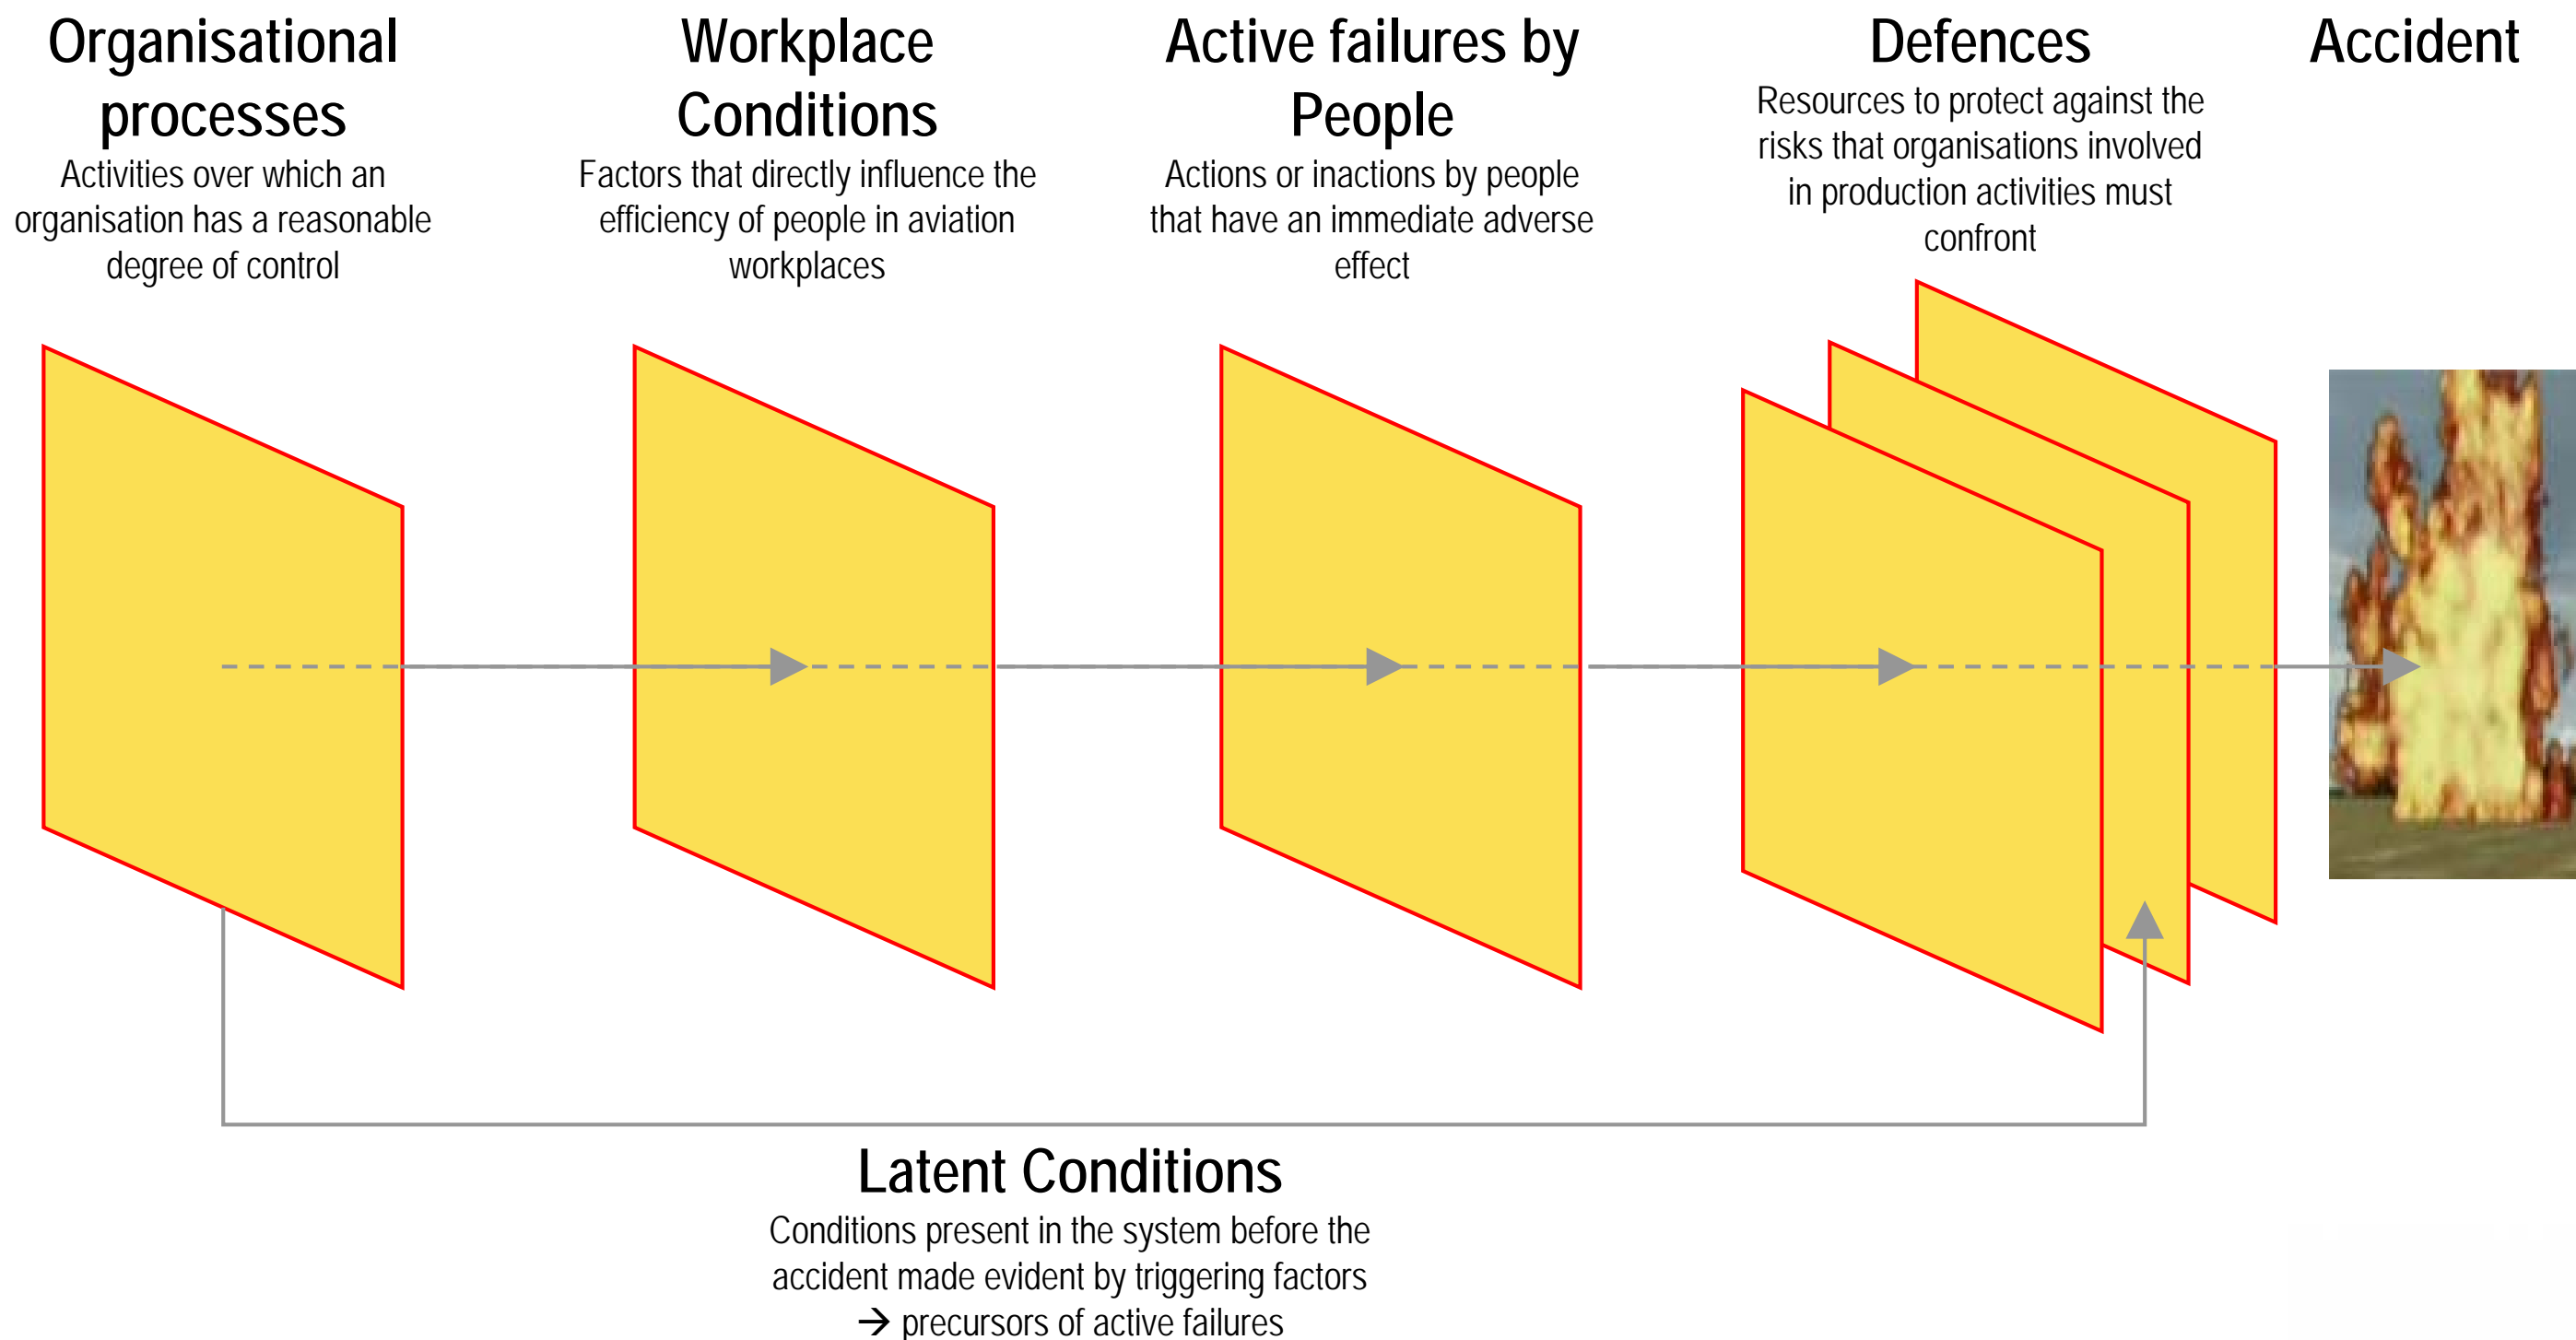 Organisational
processes
Activities over which an
organisation has a reasonable
degree of control
Workplace
Conditions
Factors that directly influence the
efficiency of people in aviation
workplaces
Active failures by
People
Actions or inactions by people
that have an immediate adverse
effect
Defences
Resources to protect against the
risks that organisations involved
in production activities must
confront
Accident
Latent Conditions
Conditions present in the system before the
accident made evident by triggering factors
→ precursors of active failures